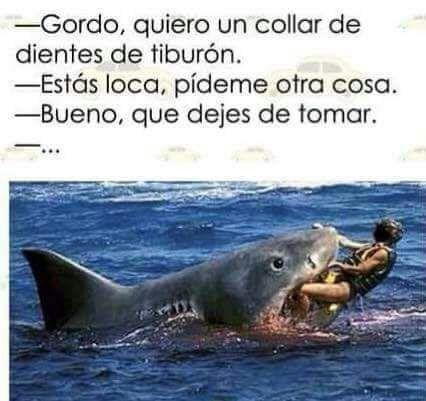 —Gordo, quiero un collar de
dientes de tiburón.
—Estás loca, pídeme otra cosa.
—Bueno, que dejes de tomar.
—...